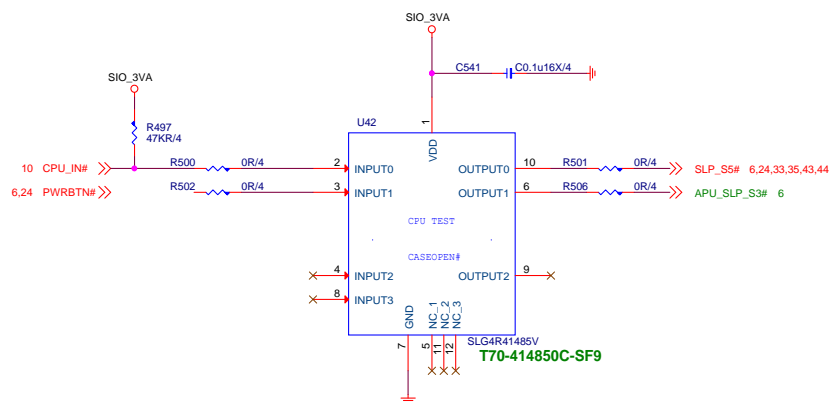 SIO_3VA
C541 C0.1u16X/4
SIO_3VA
R497
47KR/4
U42
1
VDD
10 CPU_IN# R500 0R/4 2 INPUT0 OUTPUT0 10 R501 0R/4 SLP_S5# 6,24,33,35,43,44
6,24 PWRBTN# R502 0R/4 3 INPUT1 OUTPUT1 6 R506 0R/4 APU_SLP_S3# 6
CPU TEST
CASEOPEN#
4 INPUT2 OUTPUT2 9
8 INPUT3
GND NC_1 NC_2 NC_3
7 5 11 12
SLG4R41485V
T70-414850C-SF9